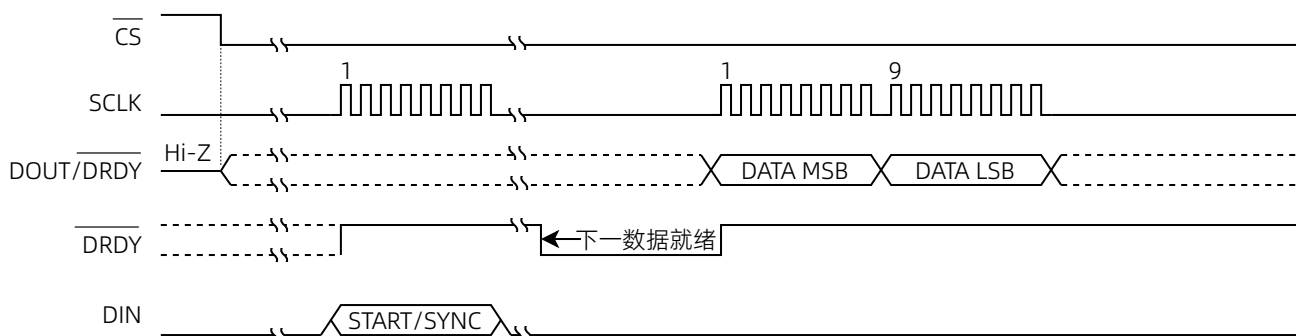 CS
1
1
9
SCLK
Hi-Z
DOUT/DRDY
DATA MSB
DATA LSB
DRDY
下一数据就绪
DIN
START/SYNC